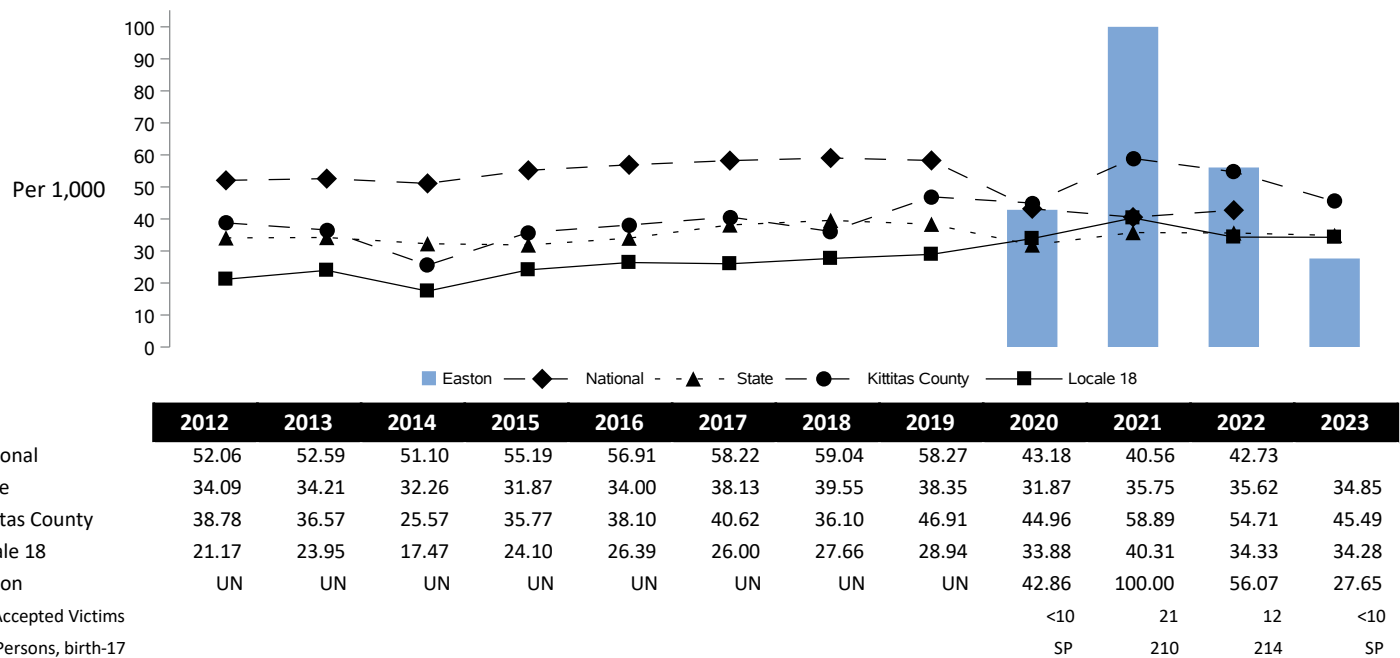 100
90
80
70
60
50
40
30
20
10
0
Per 1,000
Easton National State Kittitas County Locale 18
2012 2013 2014 2015 2016 2017 2018 2019 2020 2021 2022 2023
onal 52.06 52.59 51.10 55.19 56.91 58.22 59.04 58.27 43.18 40.56 42.73
e 34.09 34.21 32.26 31.87 34.00 38.13 39.55 38.35 31.87 35.75 35.62 34.85
tas County 38.78 36.57 25.57 35.77 38.10 40.62 36.10 46.91 44.96 58.89 54.71 45.49
ale 18 21.17 23.95 17.47 24.10 26.39 26.00 27.66 28.94 33.88 40.31 34.33 34.28
on UN UN UN UN UN UN UN UN 42.86 100.00 56.07 27.65
Accepted Victims <10 21 12 <10
Persons, birth-17 SP 210 214 SP